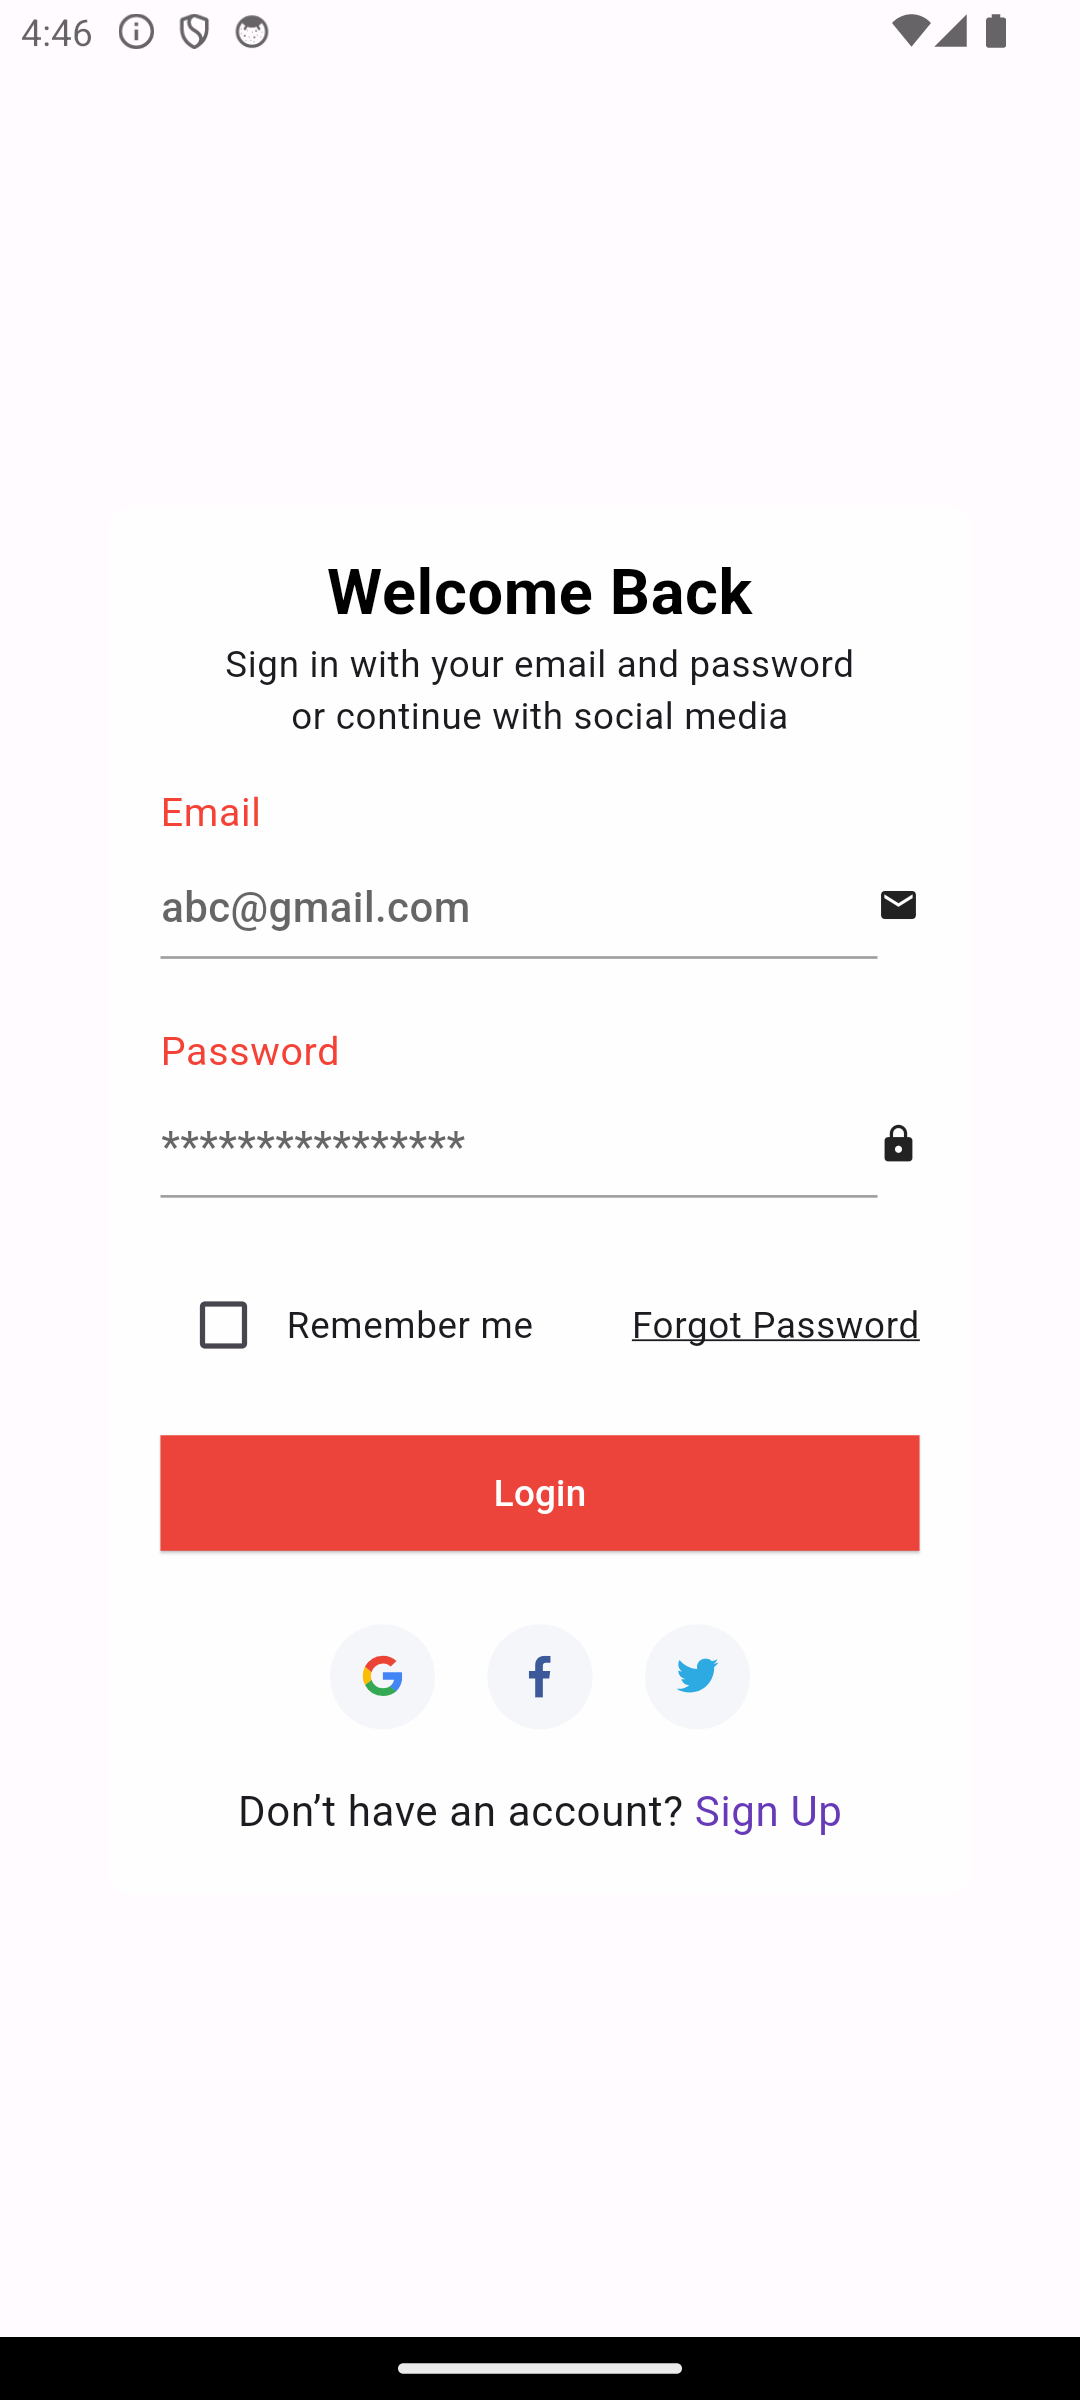 4:46
Welcome Back
Sign in with your email and password
or continue with social media
Email
abc@gmail.com
Password
****************
Remember me Forgot Password
Login
Don’t have an account? Sign Up